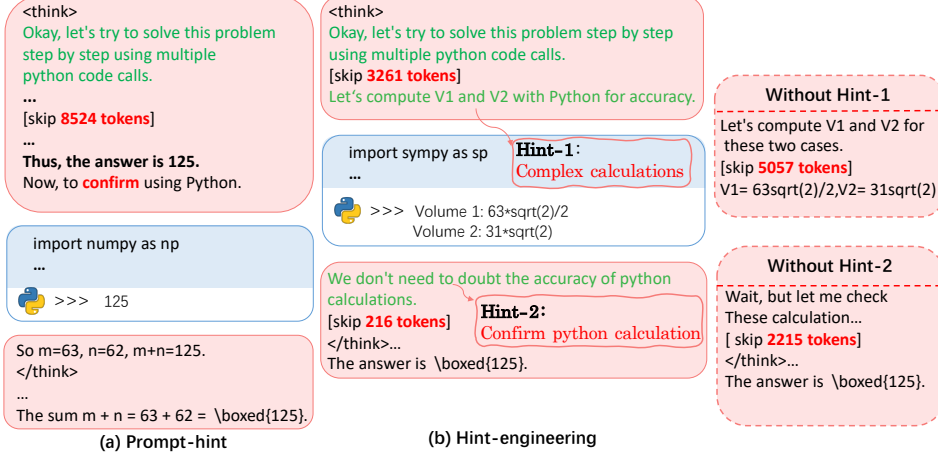 <think>
Okay, let's try to solve this problem
step by step using multiple
python code calls.
...
[skip 8524 tokens]
...
Thus, the answer is 125.
Now, to confirm using Python.
import numpy as np
...
>>> 125
So m=63, n=62, m+n=125.
</think>
...
The sum m + n = 63 + 62 = \boxed{125}.
(a) Prompt-hint
<think>
Okay, let's try to solve this problem step by step
using multiple python code calls.
[skip 3261 tokens]
Let's compute V1 and V2 with Python for accuracy.
import sympy as sp
...
Hint-1:
Complex calculations
>>> Volume 1: 63*sqrt(2)/2
Volume 2: 31*sqrt(2)
We don't need to doubt the accuracy of python
calculations.
[skip 216 tokens]
</think>...
The answer is \boxed{125}.
Hint-2:
Confirm python calculation
(b) Hint-engineering
Without Hint-1
Let's compute V1 and V2 for
these two cases.
[skip 5057 tokens]
V1= 63sqrt(2)/2,V2= 31sqrt(2)
Without Hint-2
Wait, but let me check
These calculation...
[ skip 2215 tokens]
</think>...
The answer is \boxed{125}.